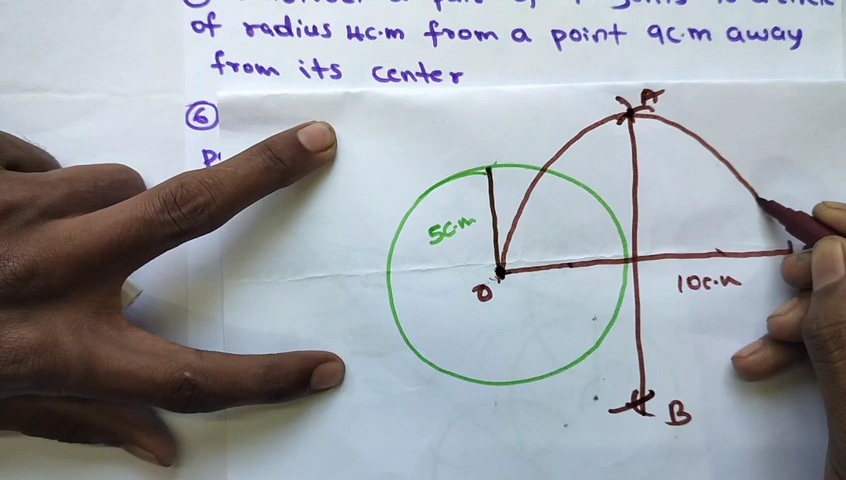 of radius 4c.m from a point 9c.m away
from its center
6
A
5c.m
O
10c.m
B